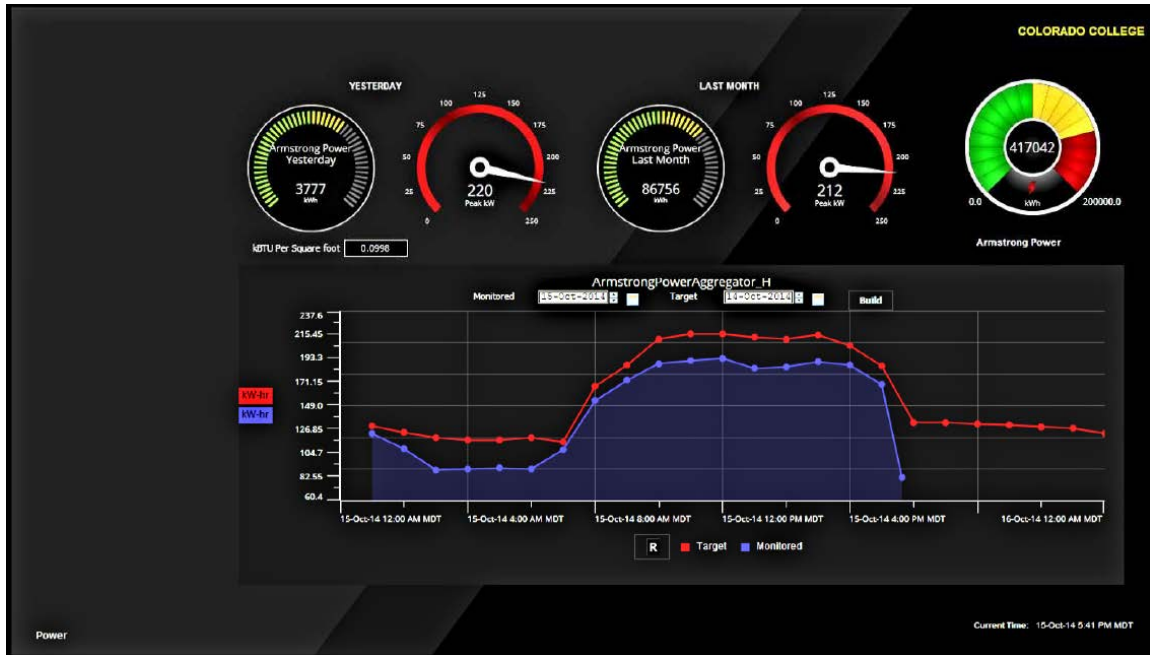 COLORADO COLLEGE
YESTERDAY
LAST MONTH
Armstrong Power
Yesterday
3777
kWh
0
25
50
75
100
125
150
175
200
225
250
220
Peak kW
Armstrong Power
Last Month
86756
kWh
0
25
50
75
100
125
150
175
200
225
250
212
Peak kW
417042
0.0
kWh
200000.0
Armstrong Power
kBTU Per Square foot 0.0998
ArmstrongPowerAggregator_H
Monitored 15-Oct-2014 Target 14-Oct-2014 Build
237.6
215.45
193.3
171.15
149.0
126.85
104.7
82.55
60.4
kW-hr
kW-hr
15-Oct-14 12:00 AM MDT 15-Oct-14 4:00 AM MDT 15-Oct-14 8:00 AM MDT 15-Oct-14 12:00 PM MDT 15-Oct-14 4:00 PM MDT 16-Oct-14 12:00 AM MDT
R Target Monitored
Current Time: 15-Oct-14 5:41 PM MDT
Power